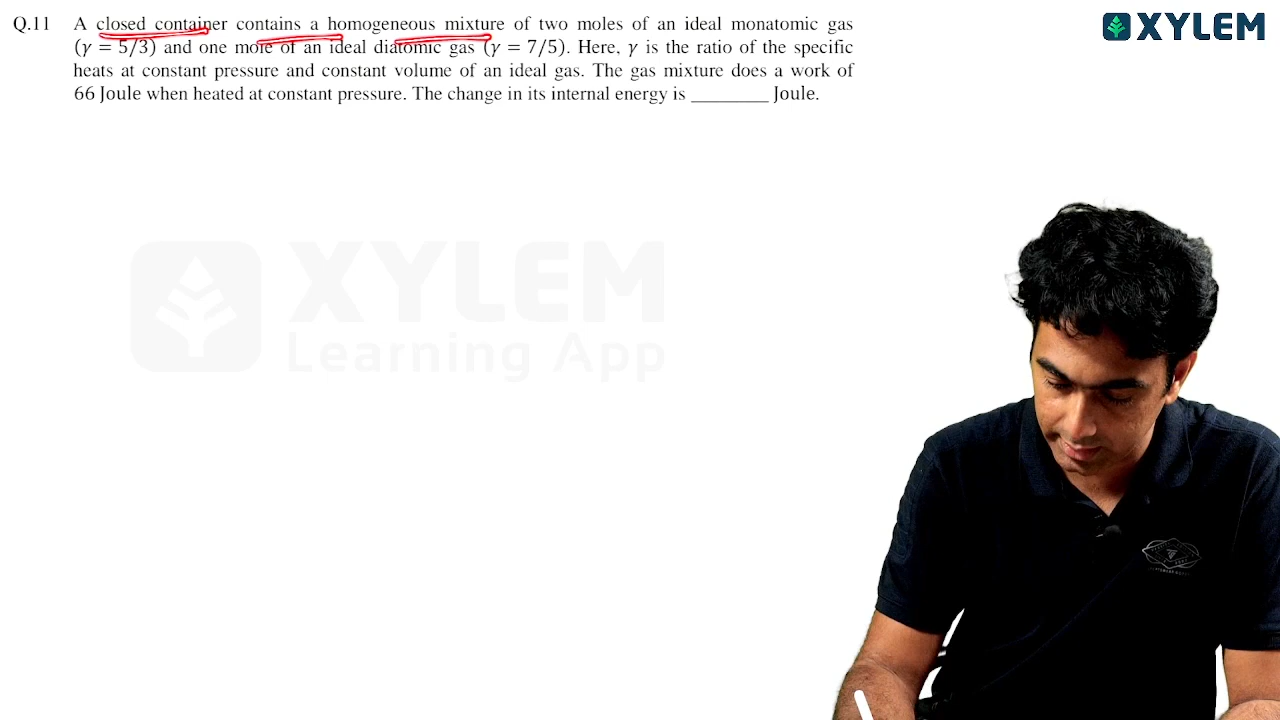 XYLEM
Q.11 A closed container contains a homogeneous mixture of two moles of an ideal monatomic gas
(γ = 5/3) and one mole of an ideal diatomic gas (γ = 7/5). Here, γ is the ratio of the specific
heats at constant pressure and constant volume of an ideal gas. The gas mixture does a work of
66 Joule when heated at constant pressure. The change in its internal energy is ________ Joule.
XYLEM
Learning App